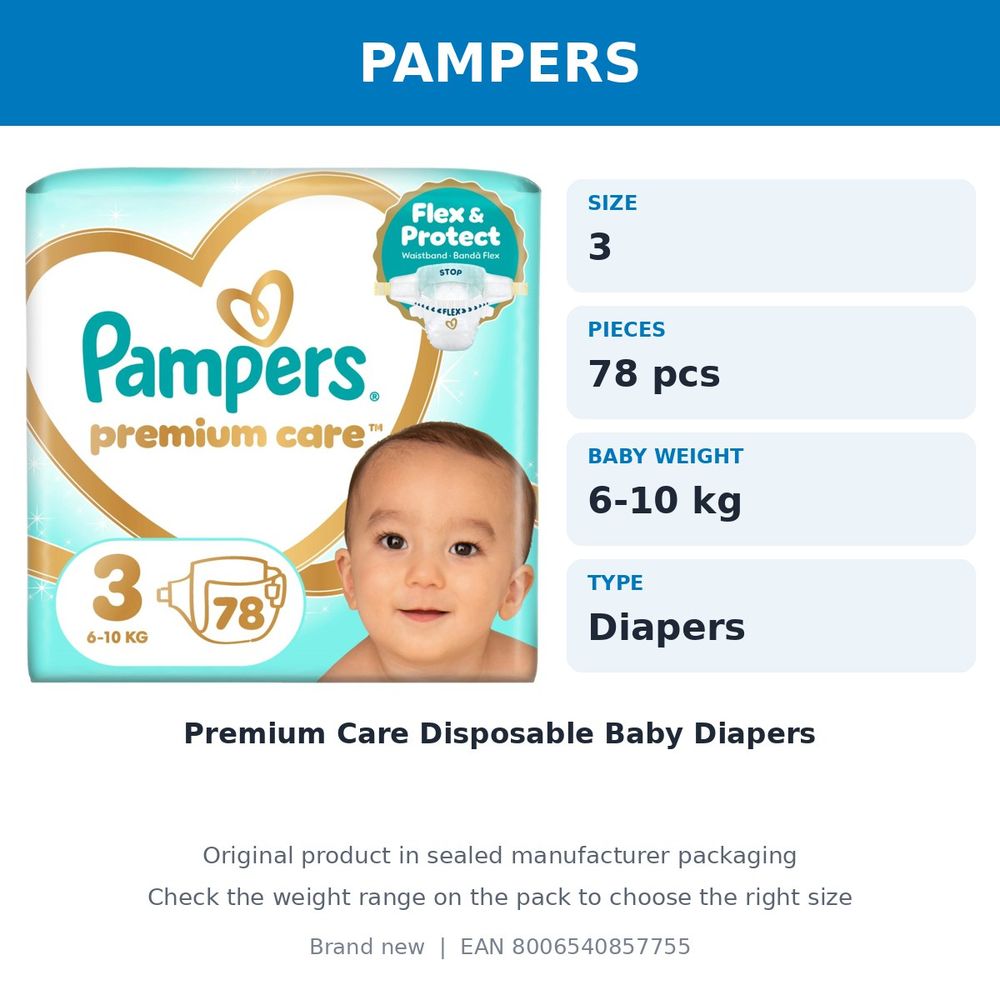 PAMPERS
Flex &
Protect
Waistband · Bandă Flex
STOP
FLEX
Pampers®
premium care™
3
78
6-10 KG
SIZE
3
PIECES
78 pcs
BABY WEIGHT
6-10 kg
TYPE
Diapers
Premium Care Disposable Baby Diapers
Original product in sealed manufacturer packaging
Check the weight range on the pack to choose the right size
Brand new | EAN 8006540857755